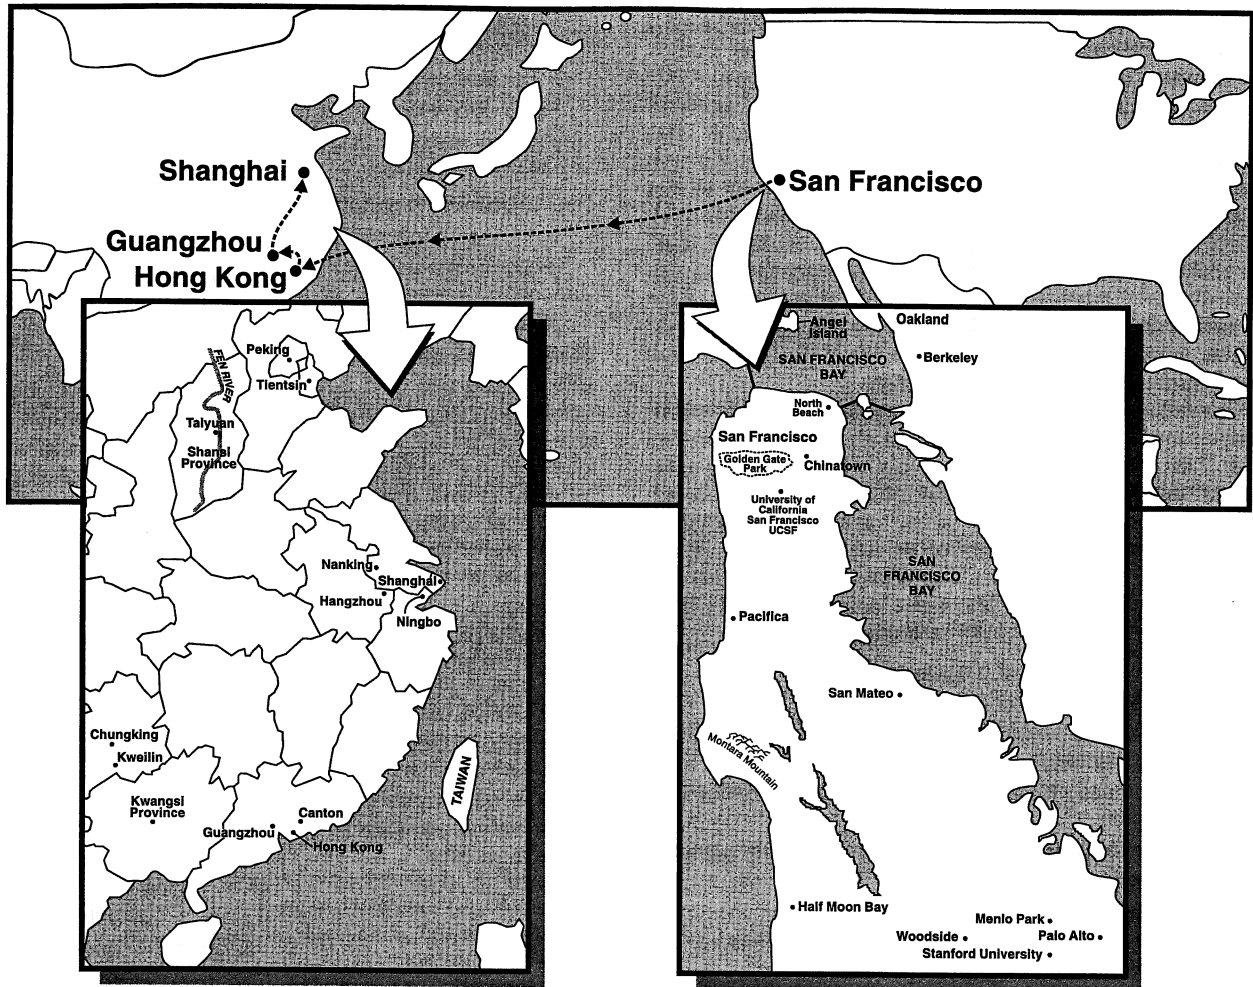 Shanghai
San Francisco
Guangzhou
Hong Kong
Peking
Tientsin
FEN RIVER
Taiyuan
Shansi
Province
Nanking
Shanghai
Hangzhou
Ningbo
Chungking
Kweilin
Kwangsi
Province
Canton
Guangzhou
Hong Kong
TAIWAN
Angel
Island
Oakland
SAN FRANCISCO
BAY
Berkeley
North
Beach
San Francisco
Golden Gate
Park
Chinatown
University of
California
San Francisco
UCSF
SAN
FRANCISCO
BAY
Pacifica
San Mateo
Montara Mountain
Half Moon Bay
Menlo Park
Woodside
Palo Alto
Stanford University